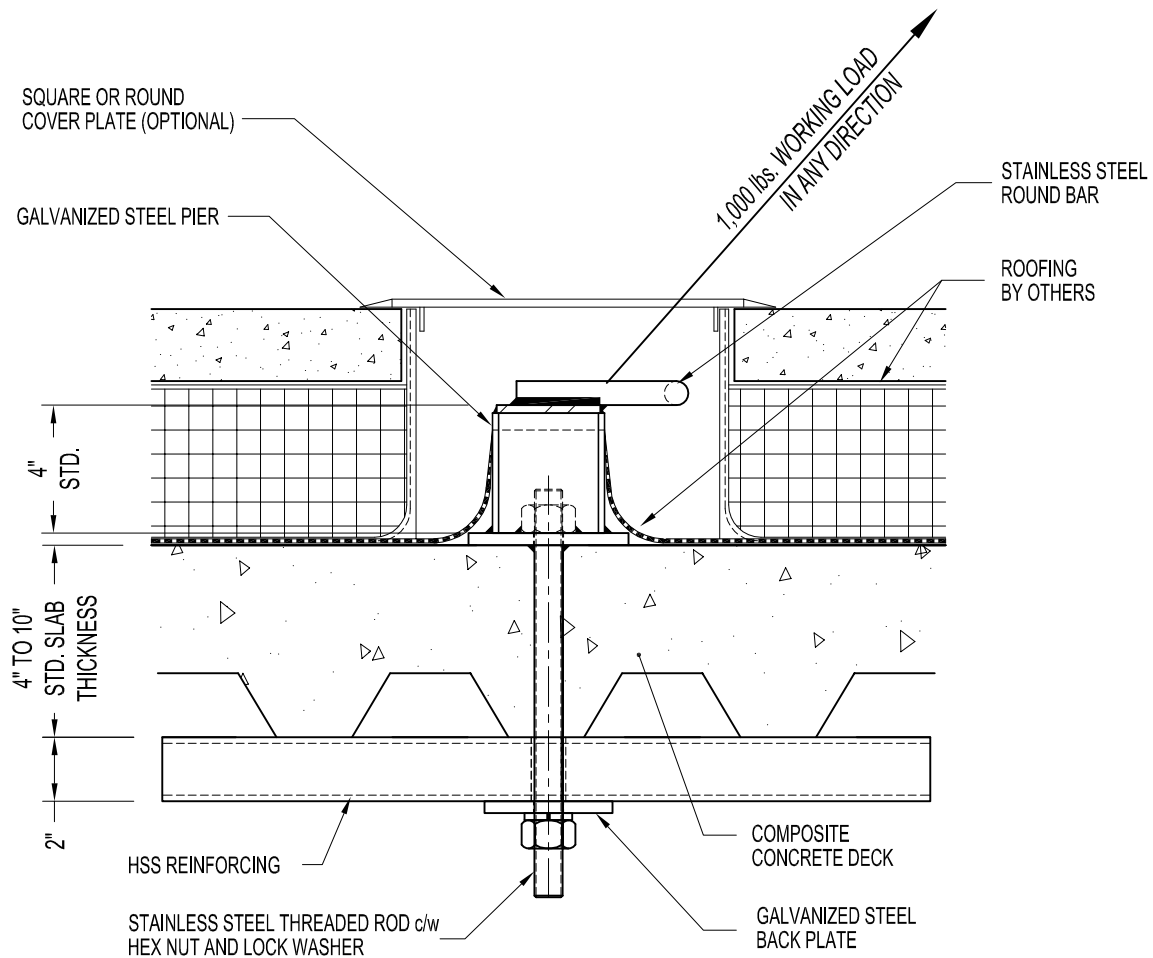 SQUARE OR ROUND
COVER PLATE (OPTIONAL)
GALVANIZED STEEL PIER
1,000 lbs. WORKING LOAD
IN ANY DIRECTION
STAINLESS STEEL
ROUND BAR
ROOFING
BY OTHERS
4"
STD.
4" TO 10"
STD. SLAB
THICKNESS
2"
HSS REINFORCING
STAINLESS STEEL THREADED ROD c/w
HEX NUT AND LOCK WASHER
COMPOSITE
CONCRETE DECK
GALVANIZED STEEL
BACK PLATE